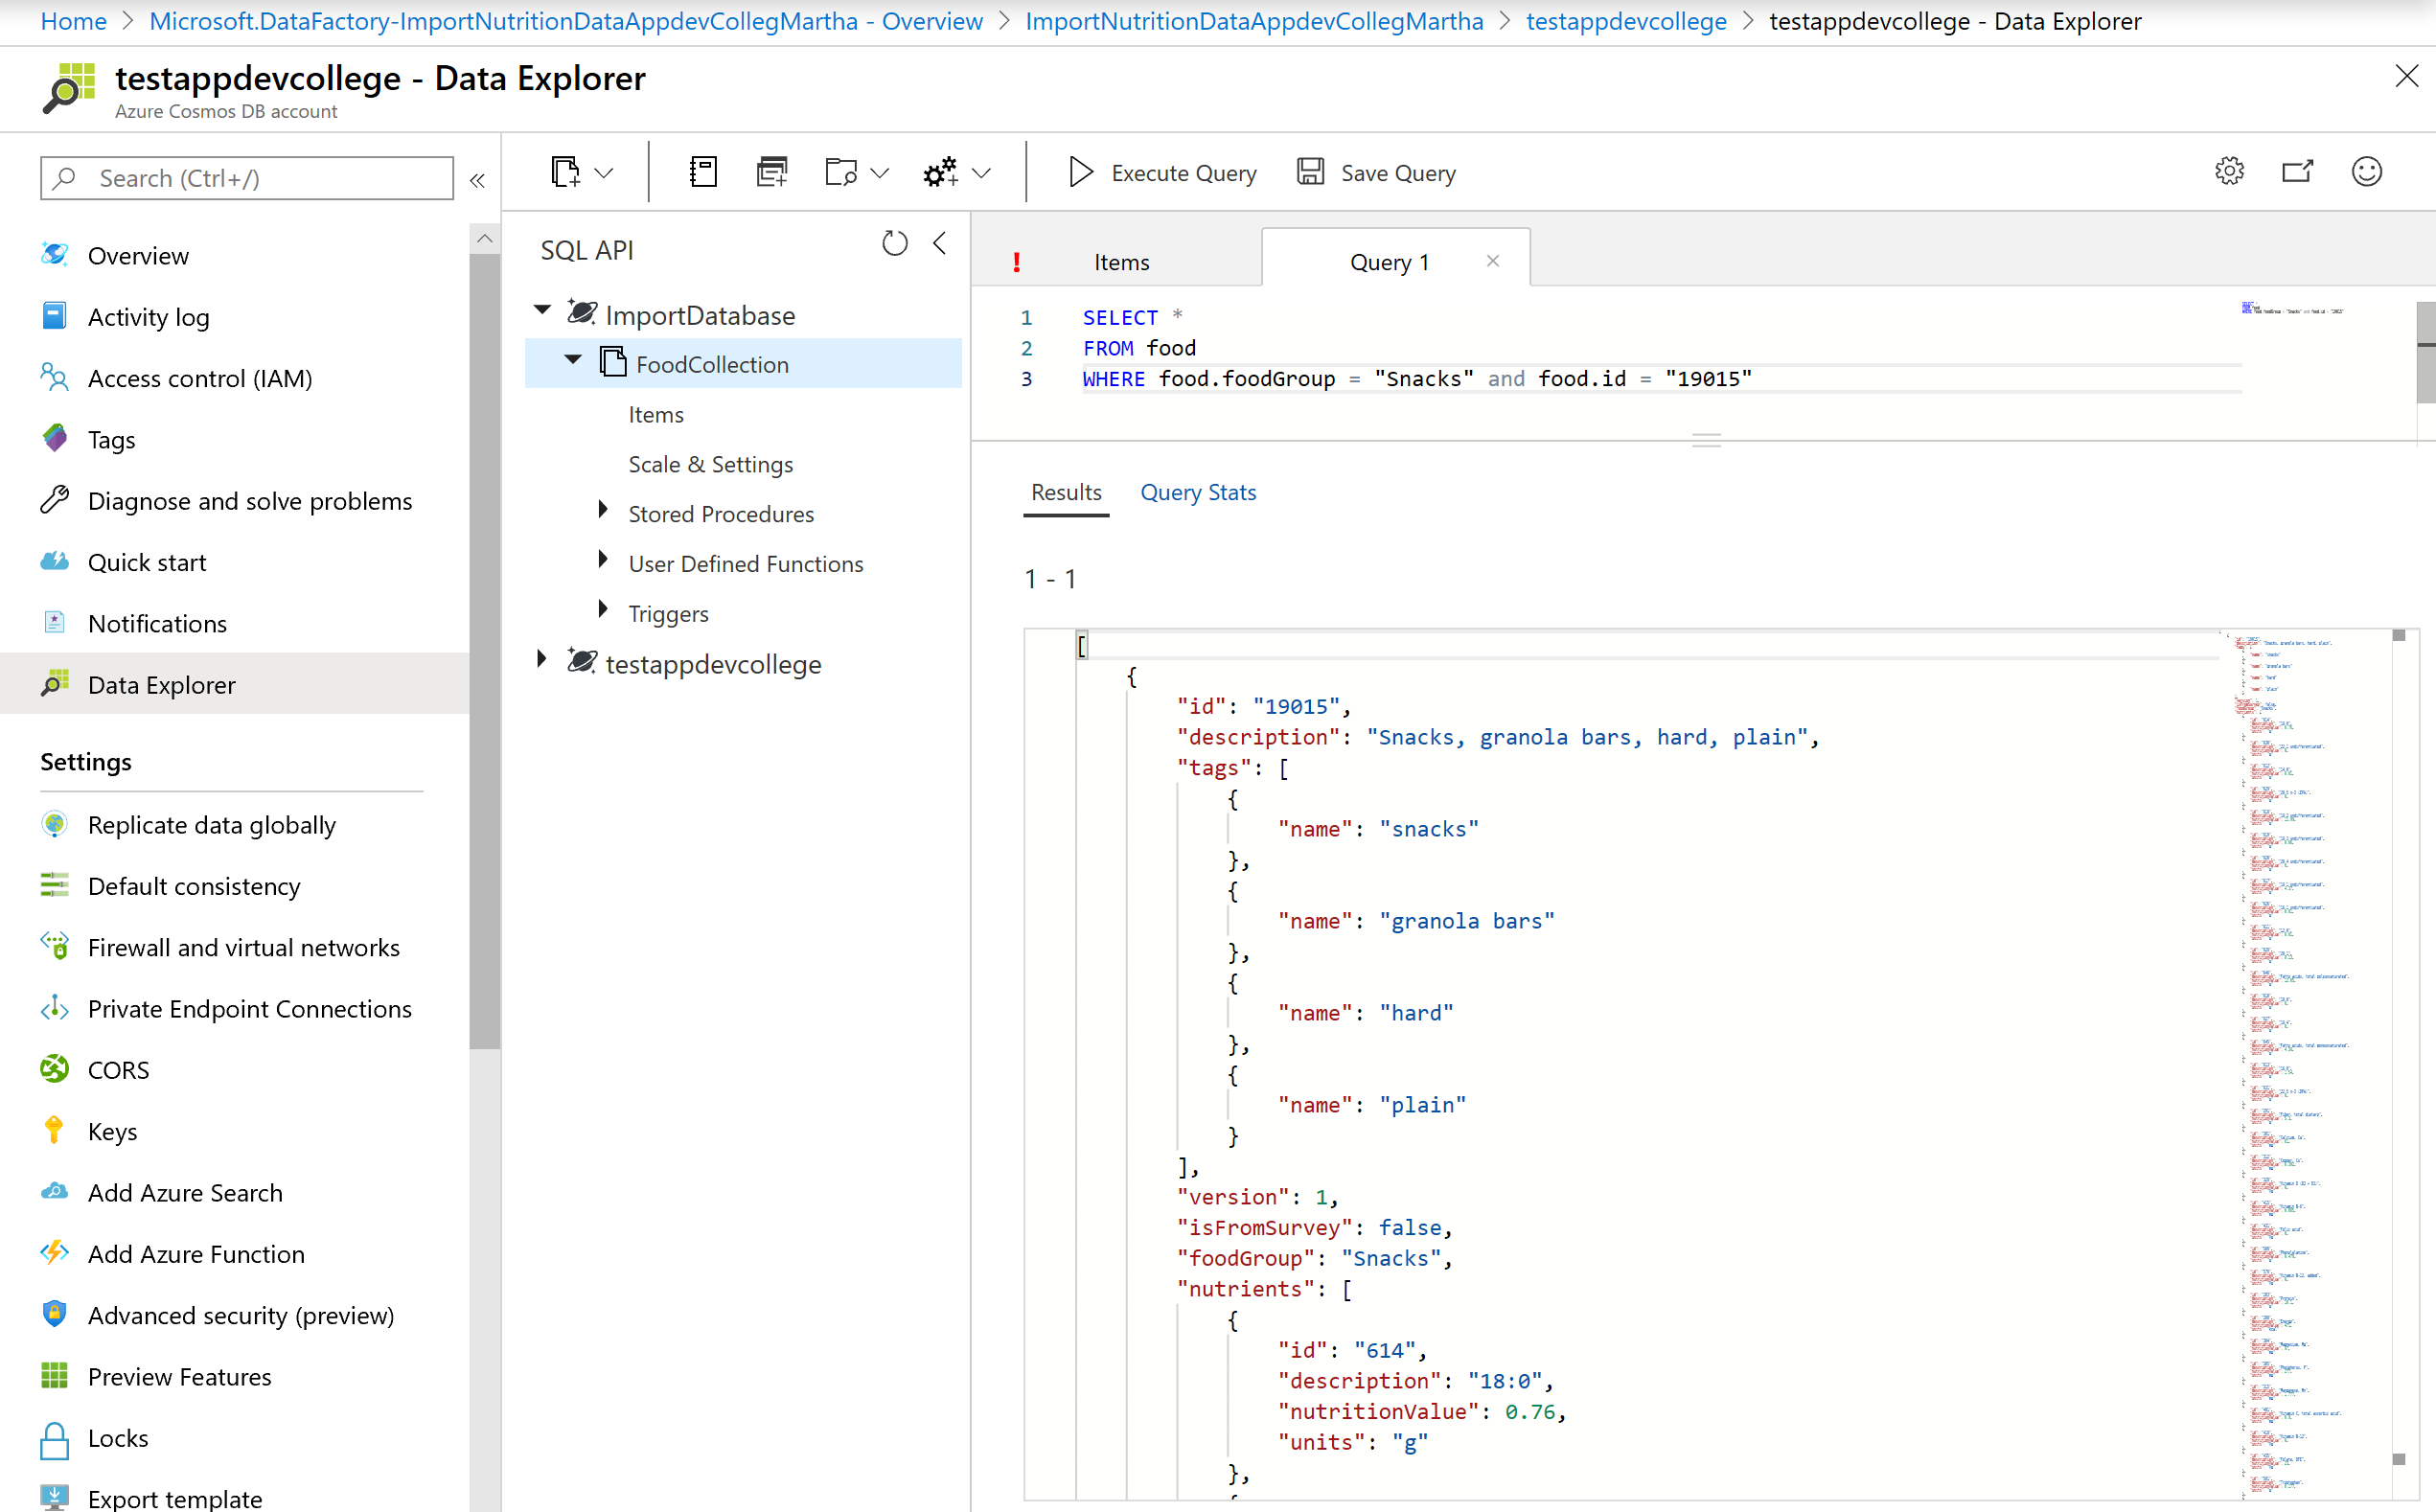 Home > Microsoft.DataFactory-ImportNutritionDataAppdevCollegMartha - Overview > ImportNutritionDataAppdevCollegMartha > testappdevcollege > testappdevcollege - Data Explorer
testappdevcollege - Data Explorer
Azure Cosmos DB account
Search (Ctrl+/)
Overview
Activity log
Access control (IAM)
Tags
Diagnose and solve problems
Quick start
Notifications
Data Explorer
Settings
Replicate data globally
Default consistency
Firewall and virtual networks
Private Endpoint Connections
CORS
Keys
Add Azure Search
Add Azure Function
Advanced security (preview)
Preview Features
Locks
Export template
Execute Query
Save Query
SQL API
ImportDatabase
FoodCollection
Items
Scale & Settings
Stored Procedures
User Defined Functions
Triggers
testappdevcollege
! Items
Query 1
1 SELECT *
2 FROM food
3 WHERE food.foodGroup = "Snacks" and food.id = "19015"
Results
Query Stats
1 - 1
[
{
"id": "19015",
"description": "Snacks, granola bars, hard, plain",
"tags": [
{
"name": "snacks"
},
{
"name": "granola bars"
},
{
"name": "hard"
},
{
"name": "plain"
}
],
"version": 1,
"isFromSurvey": false,
"foodGroup": "Snacks",
"nutrients": [
{
"id": "614",
"description": "18:0",
"nutritionValue": 0.76,
"units": "g"
},